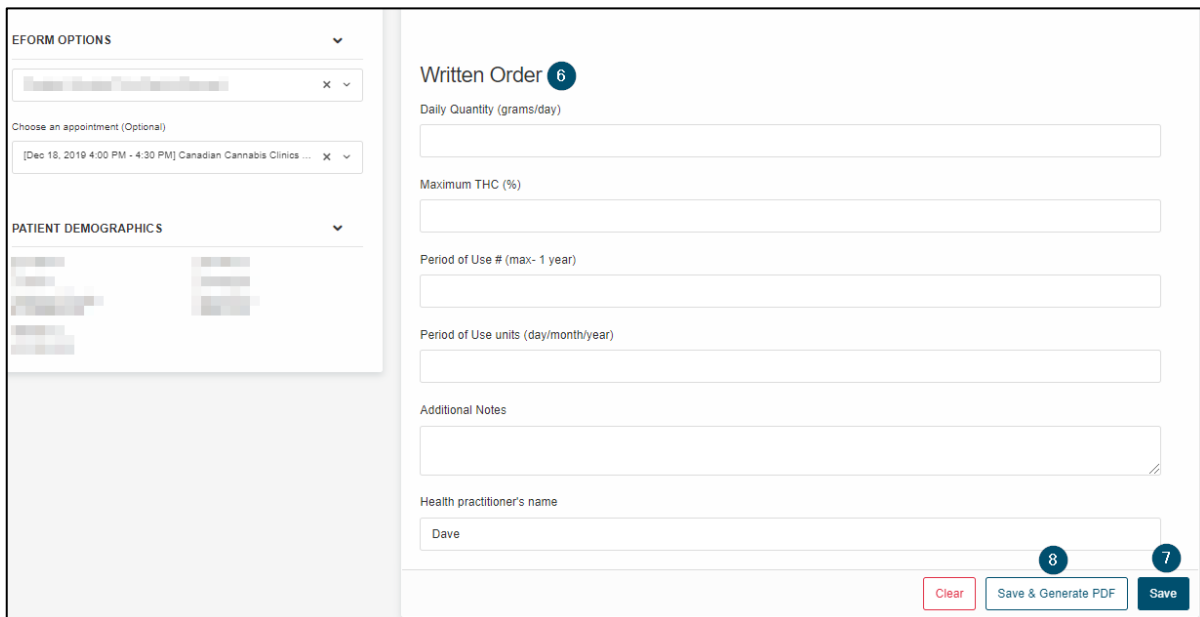 EFORM OPTIONS
Choose an appointment (Optional)
[Dec 18, 2019 4:00 PM - 4:30 PM] Canadian Cannabis Clinics ...
PATIENT DEMOGRAPHICS
Written Order 6
Daily Quantity (grams/day)
Maximum THC (%)
Period of Use # (max- 1 year)
Period of Use units (day/month/year)
Additional Notes
Health practitioner's name
Dave
8
7
Clear
Save & Generate PDF
Save